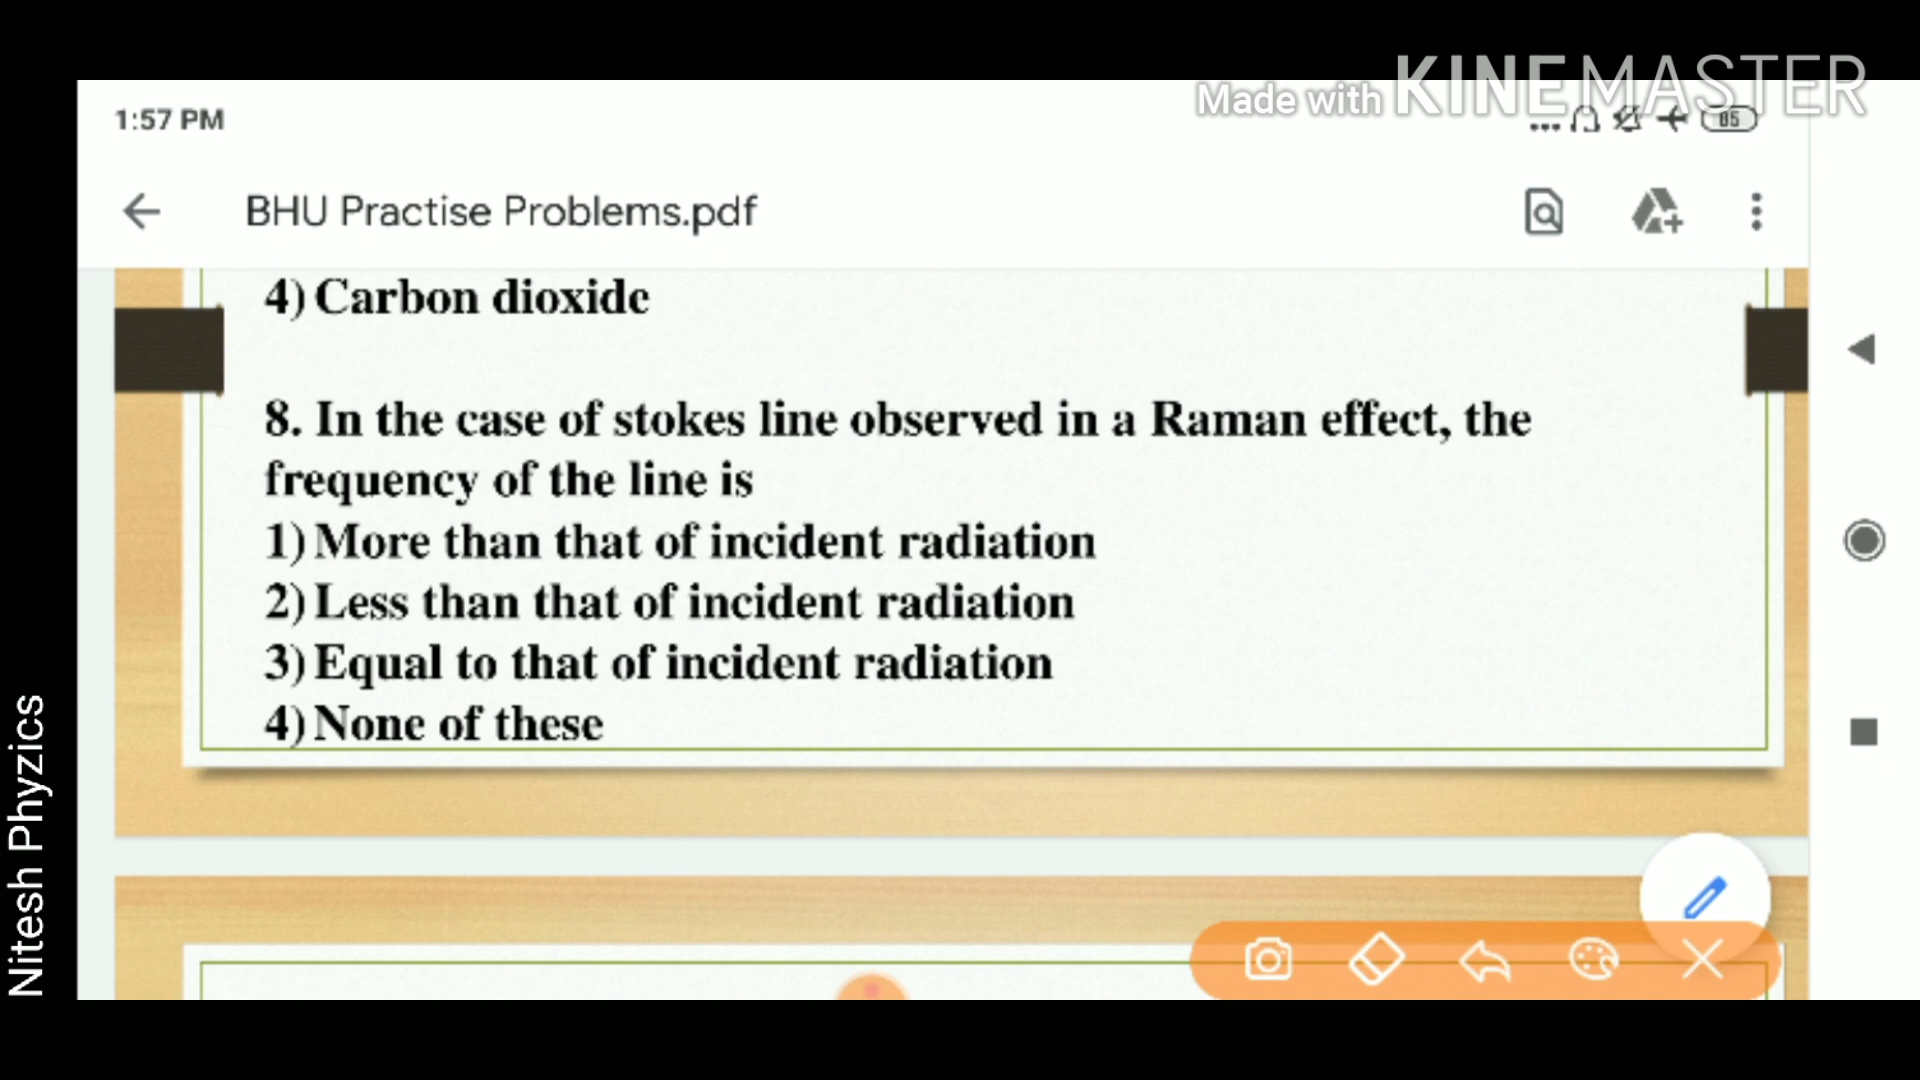 Made with KINEMASTER
1:57 PM
85
BHU Practise Problems.pdf
4) Carbon dioxide
8. In the case of stokes line observed in a Raman effect, the
frequency of the line is
1) More than that of incident radiation
2) Less than that of incident radiation
3) Equal to that of incident radiation
4) None of these
Nitesh Phyzics